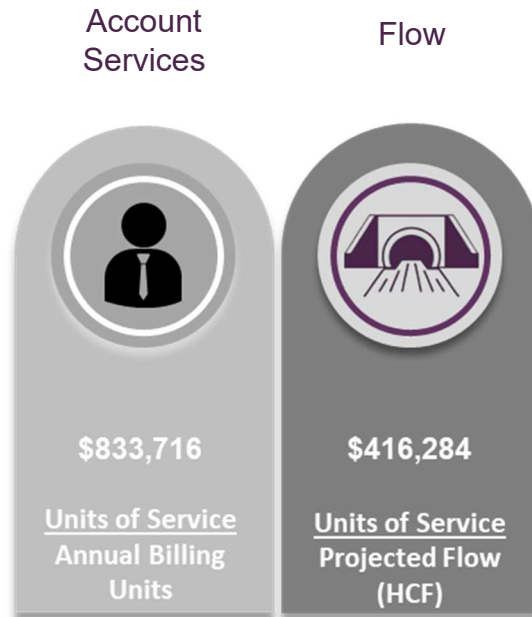 Account
Services
Flow
$833,716
Units of Service
Annual Billing
Units
$416,284
Units of Service
Projected Flow
(HCF)